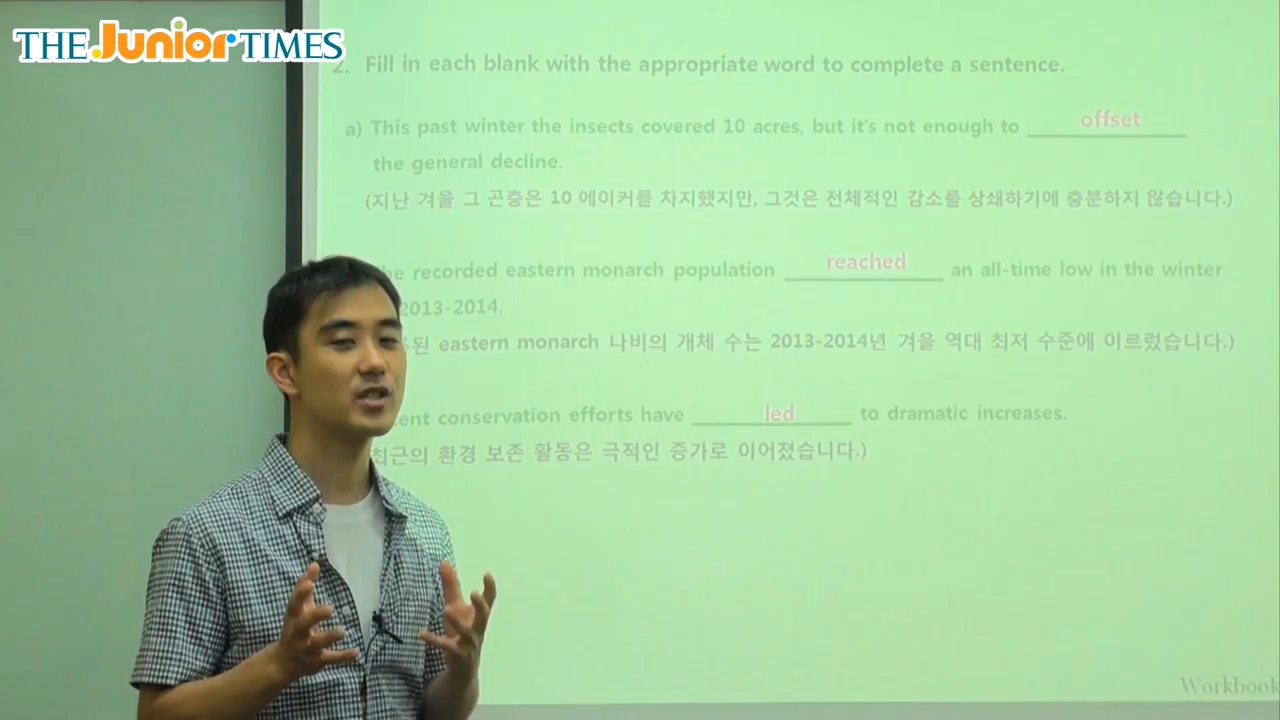 THE Junior TIMES
2. Fill in each blank with the appropriate word to complete a sentence.
a) This past winter the insects covered 10 acres, but it's not enough to offset
the general decline.
(지난 겨울 그 곤충은 10 에이커를 차지했지만, 그것은 전체적인 감소를 상쇄하기에 충분하지 않습니다.)
recorded eastern monarch population reached an all-time low in the winter
2013-2014.
된 eastern monarch 나비의 개체 수는 2013-2014년 겨울 역대 최저 수준에 이르렀습니다.)
conservation efforts have led to dramatic increases.
최근의 환경 보존 활동은 극적인 증가로 이어졌습니다.)
Workbook